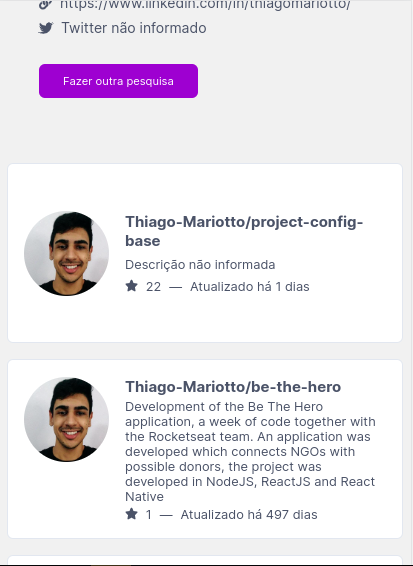 https://www.linkedin.com/in/thiagomariotto/
Twitter não informado
Fazer outra pesquisa
Thiago-Mariotto/project-config-
base
Descrição não informada
22 — Atualizado há 1 dias
Thiago-Mariotto/be-the-hero
Development of the Be The Hero
application, a week of code together with
the Rocketseat team. An application was
developed which connects NGOs with
possible donors, the project was
developed in NodeJS, ReactJS and React
Native
1 — Atualizado há 497 dias